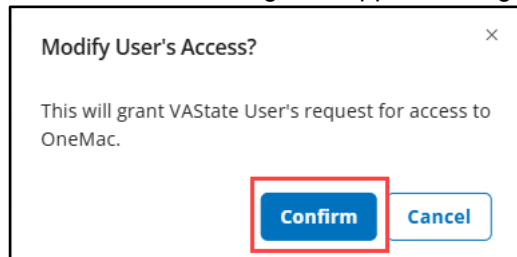 Modify User's Access?
This will grant VAState User's request for access to
OneMac.
Confirm Cancel